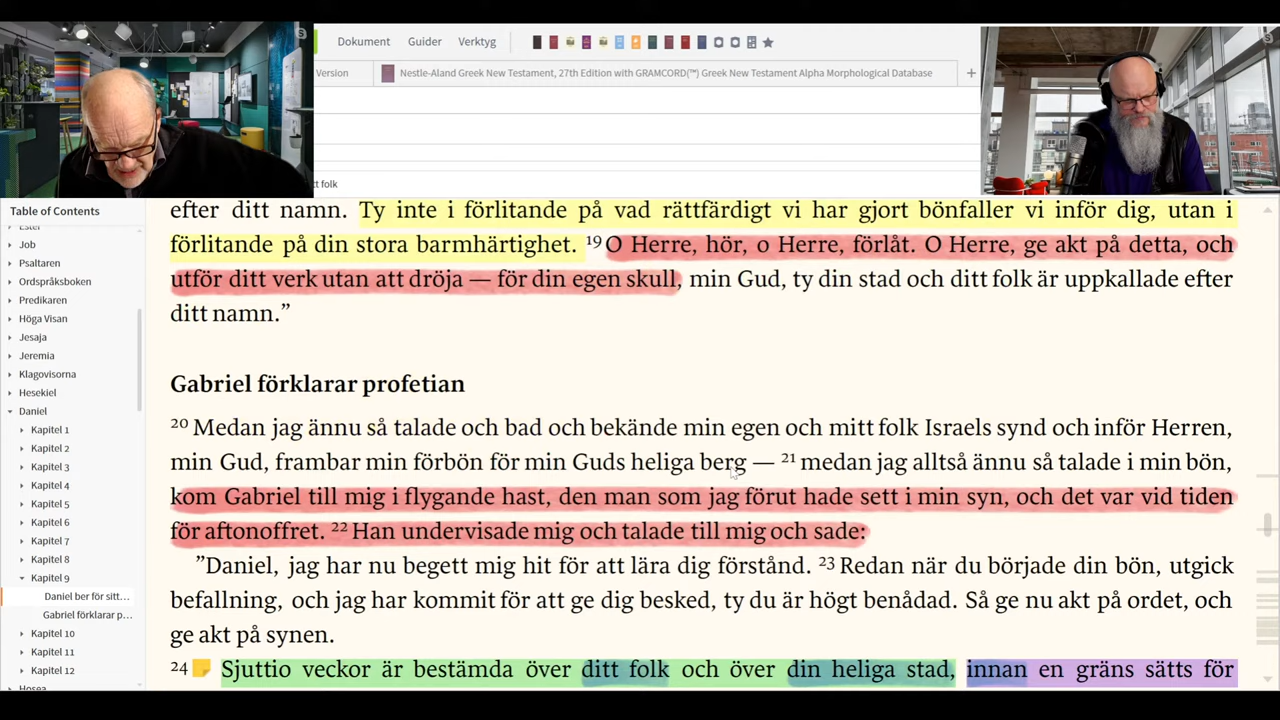 Dokument Guider Verktyg
Version
Nestle-Aland Greek New Testament, 27th Edition with GRAMCORD(™) Greek New Testament Alpha Morphological Database
tt folk
Table of Contents
Ester
Job
Psaltaren
Ordspråksboken
Predikaren
Höga Visan
Jesaja
Jeremia
Klagovisorna
Hesekiel
Daniel
Kapitel 1
Kapitel 2
Kapitel 3
Kapitel 4
Kapitel 5
Kapitel 6
Kapitel 7
Kapitel 8
Kapitel 9
Daniel ber för sitt…
Gabriel förklarar p…
Kapitel 10
Kapitel 11
Kapitel 12
Hosea
efter ditt namn. Ty inte i förlitande på vad rättfärdigt vi har gjort bönfaller vi inför dig, utan i
förlitande på din stora barmhärtighet. 19 O Herre, hör, o Herre, förlåt. O Herre, ge akt på detta, och
utför ditt verk utan att dröja — för din egen skull, min Gud, ty din stad och ditt folk är uppkallade efter
ditt namn.”
Gabriel förklarar profetian
20 Medan jag ännu så talade och bad och bekände min egen och mitt folk Israels synd och inför Herren,
min Gud, frambar min förbön för min Guds heliga berg — 21 medan jag alltså ännu så talade i min bön,
kom Gabriel till mig i flygande hast, den man som jag förut hade sett i min syn, och det var vid tiden
för aftonoffret. 22 Han undervisade mig och talade till mig och sade:
”Daniel, jag har nu begett mig hit för att lära dig förstånd. 23 Redan när du började din bön, utgick
befallning, och jag har kommit för att ge dig besked, ty du är högt benådad. Så ge nu akt på ordet, och
ge akt på synen.
24 Sjuttio veckor är bestämda över ditt folk och över din heliga stad, innan en gräns sätts för